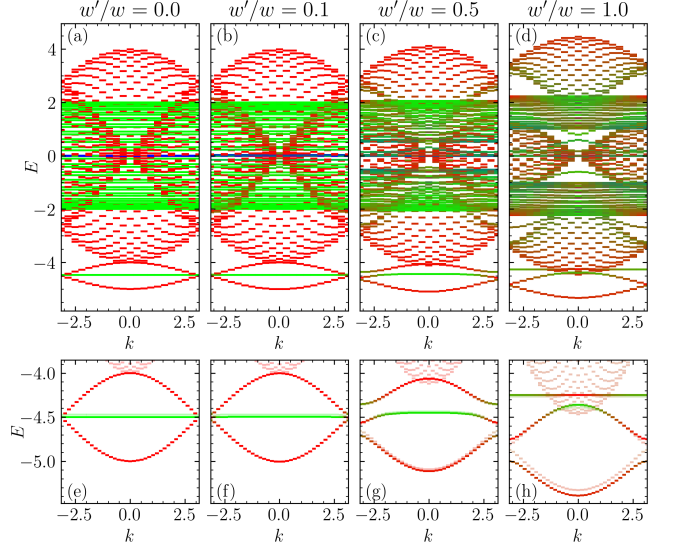 w′/w = 0.0 w′/w = 0.1 w′/w = 0.5 w′/w = 1.0
(a) (b) (c) (d)
4
2
0
−2
−4
E
−2.5 0.0 2.5 −2.5 0.0 2.5 −2.5 0.0 2.5 −2.5 0.0 2.5
k k k k
−4.0
−4.5
−5.0
E
(e) (f) (g) (h)
−2.5 0.0 2.5 −2.5 0.0 2.5 −2.5 0.0 2.5 −2.5 0.0 2.5
k k k k